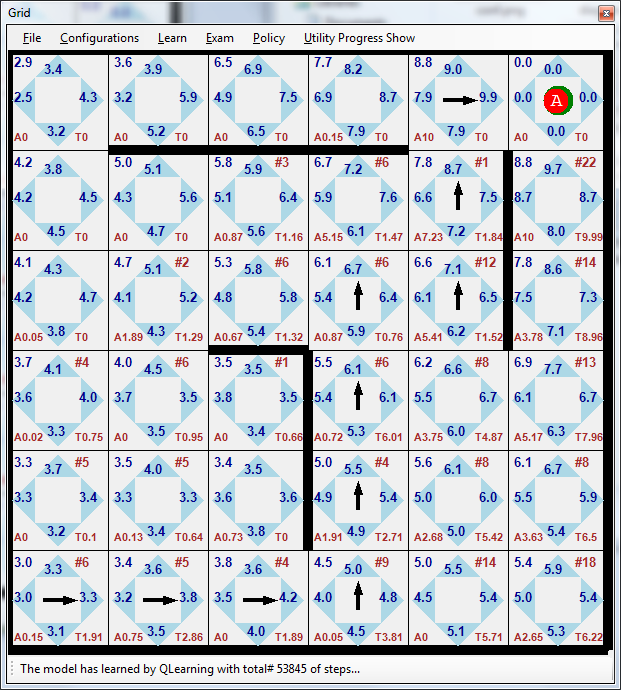 Grid
File Configurations Learn Exam Policy Utility Progress Show
2.9 3.4 3.6 3.9 6.5 6.9 7.7 8.2 8.8 9.0 0.0 0.0
2.5 4.3 3.2 5.9 4.9 7.5 6.9 8.7 7.9 9.9 0.0 A 0.0
A0 3.2 T0 A0 5.2 T0 A0 6.5 T0 A0.15 7.9 T0 A10 7.9 T0 A0 0.0 T0
4.2 3.8 5.0 5.1 5.8 5.9 #3 6.7 7.2 #6 7.8 8.7 #1 8.8 9.7 #22
4.2 4.5 4.3 5.6 5.1 6.4 5.9 7.6 6.6 7.5 8.7 8.7
A0 4.5 T0 A0 4.7 T0 A0.87 5.6 T1.16 A5.15 6.1 T1.47 A7.23 7.2 T1.84 A10 8.0 T9.99
4.1 4.3 4.7 5.1 #2 5.3 5.8 #6 6.1 6.7 #6 6.6 7.1 #12 7.8 8.6 #14
4.2 4.7 4.1 5.2 4.8 5.8 5.4 6.4 6.1 6.5 7.5 7.3
A0.05 3.8 T0 A1.89 4.3 T1.29 A0.67 5.4 T1.32 A0.87 5.9 T0.76 A5.41 6.2 T1.52 A3.78 7.1 T8.96
3.7 4.1 #4 4.0 4.5 #6 3.5 3.5 #1 5.5 6.1 #6 6.2 6.6 #8 6.9 7.7 #13
3.6 4.0 3.7 3.5 3.8 3.5 5.4 6.1 5.5 6.7 6.1 6.7
A0.02 3.3 T0.75 A0 3.5 T0.95 A0 3.4 T0.66 A0.72 5.3 T6.01 A3.75 6.0 T4.87 A5.17 6.3 T7.96
3.3 3.7 #5 3.5 4.0 #5 3.4 3.5 5.0 5.5 #4 5.6 6.1 #8 6.1 6.7 #8
3.3 3.4 3.3 3.3 3.6 3.6 4.9 5.4 5.0 6.0 5.5 5.9
A0 3.2 T0.1 A0.13 3.4 T0.64 A0.73 3.8 T0 A1.91 4.9 T2.71 A2.68 5.0 T5.42 A3.63 5.4 T6.5
3.0 3.3 #6 3.4 3.6 #5 3.8 3.6 #4 4.5 5.0 #9 5.0 5.5 #14 5.4 5.9 #18
3.0 3.3 3.2 3.8 3.5 4.2 4.0 4.8 4.5 5.4 5.0 5.4
A0.15 3.1 T1.91 A0.75 3.5 T2.86 A0 4.0 T1.89 A0.05 4.5 T3.81 A0 5.1 T5.71 A2.65 5.3 T6.22
The model has learned by QLearning with total# 53845 of steps...